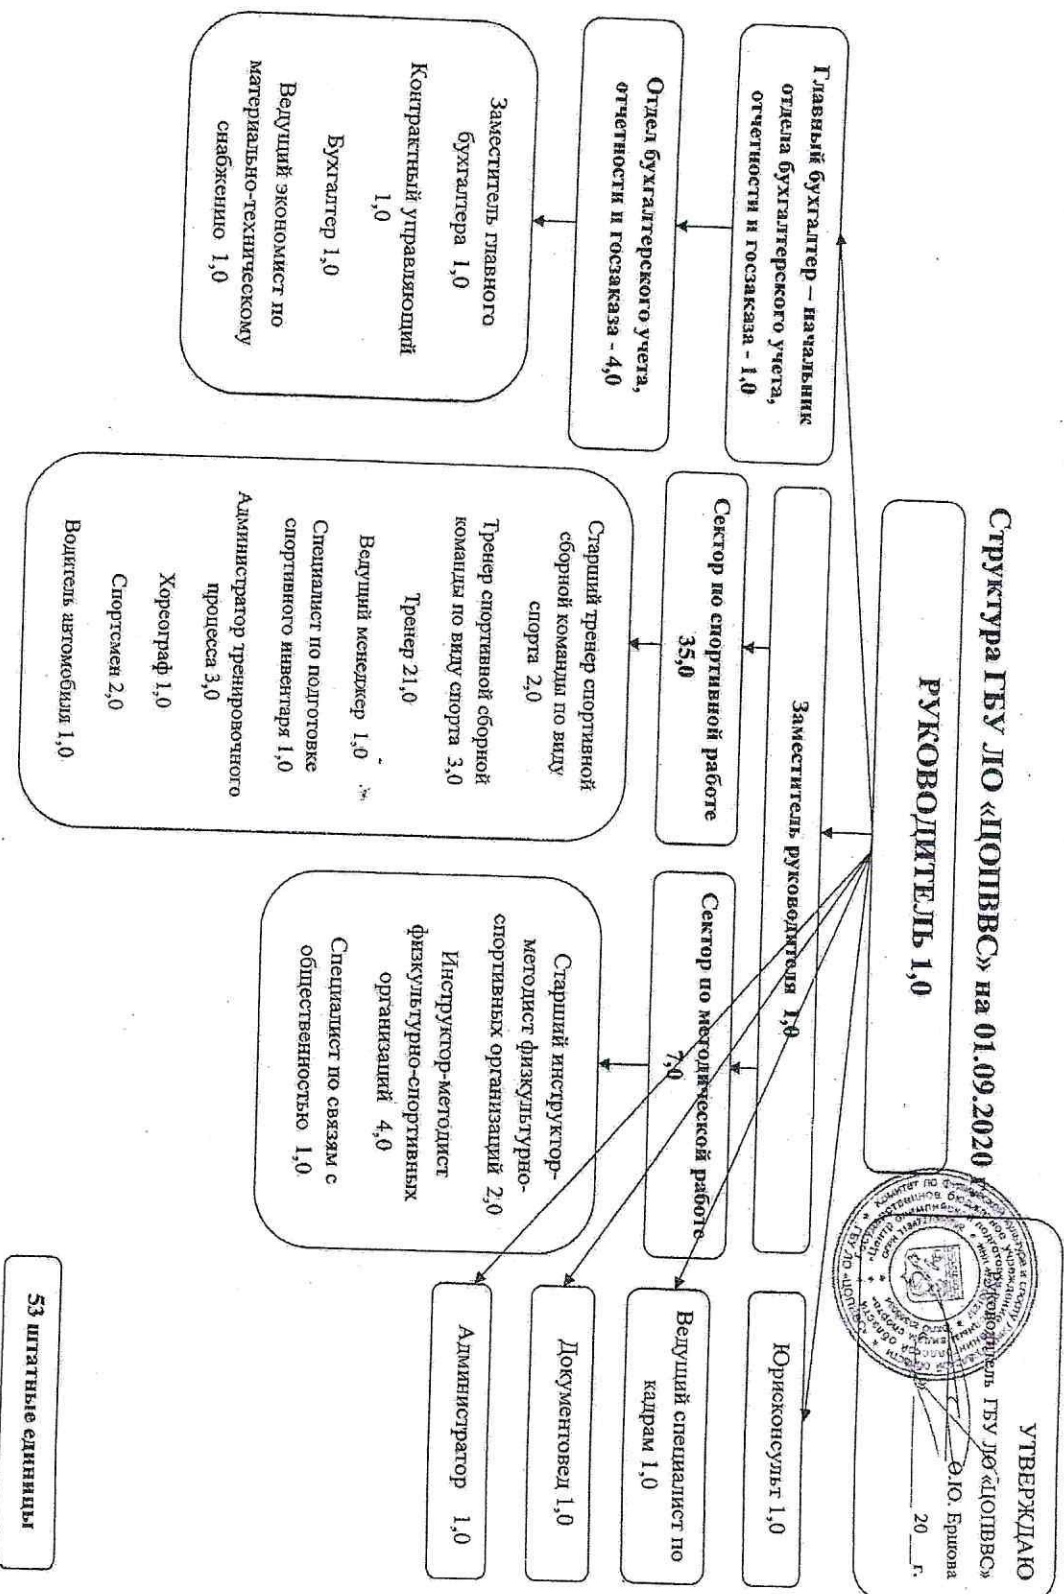 УТВЕРЖДАЮ
Руководитель ГБУ ЛО «ЦОПВВС»
О.Ю. Ершова
20 г.
Структура ГБУ ЛО «ЦОПВВС» на 01.09.2020
РУКОВОДИТЕЛЬ 1,0
Главный бухгалтер – начальник
отдела бухгалтерского учета,
отчетности и госзаказа - 1,0
Отдел бухгалтерского учета,
отчетности и госзаказа - 4,0
Заместитель главного
бухгалтера 1,0
Контрактный управляющий
1,0
Бухгалтер 1,0
Ведущий экономист по
материально-техническому
снабжению 1,0
Заместитель руководителя 1,0
Сектор по спортивной работе
35,0
Старший тренер спортивной
сборной команды по виду
спорта 2,0
Тренер спортивной сборной
команды по виду спорта 3,0
Тренер 21,0
Ведущий менеджер 1,0
Специалист по подготовке
спортивного инвентаря 1,0
Администратор тренировочного
процесса 3,0
Хореограф 1,0
Спортсмен 2,0
Водитель автомобиля 1,0
Сектор по методической работе
7,0
Старший инструктор-
методист физкультурно-
спортивных организаций 2,0
Инструктор-методист
физкультурно-спортивных
организаций 4,0
Специалист по связям с
общественностью 1,0
Юрисконсульт 1,0
Ведущий специалист по
кадрам 1,0
Документовед 1,0
Администратор 1,0
53 штатные единицы